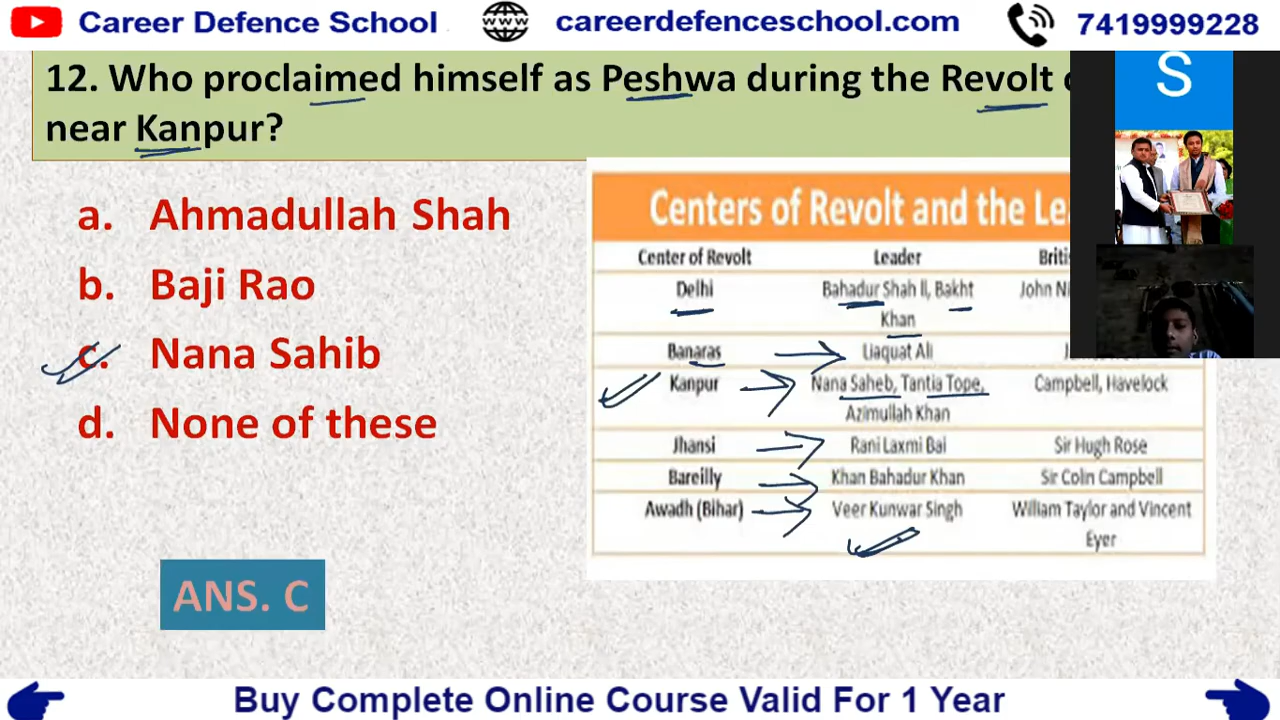 Career Defence School
careerdefenceschool.com
7419999228
12. Who proclaimed himself as Peshwa during the Revolt
near Kanpur?
a. Ahmadullah Shah
b. Baji Rao
c. Nana Sahib
d. None of these
ANS. C
S
Centers of Revolt and the
Center of Revolt Leader
Delhi Bahadur Shah II, Bakht John
Khan
Banaras Liaquat Ali
Kanpur Nana Saheb, Tantia Tope, Campbell, Havelock
Azimullah Khan
Jhansi Rani Laxmi Bai Sir Hugh Rose
Bareilly Khan Bahadur Khan Sir Colin Campbell
Awadh (Bihar) Veer Kunwar Singh William Taylor and Vincent
Eyer
Buy Complete Online Course Valid For 1 Year